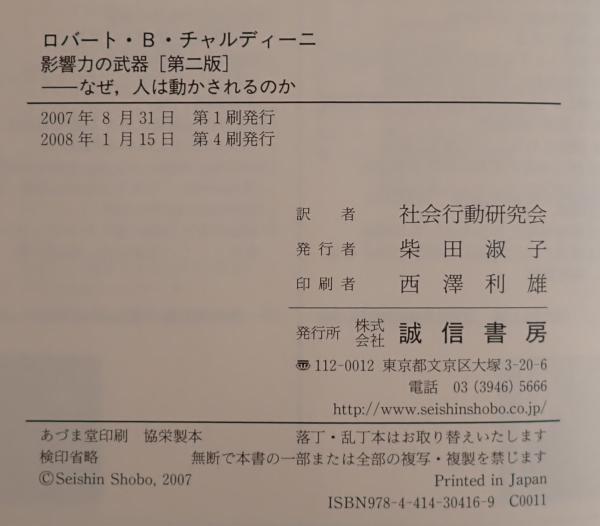 ロバート・B・チャルディーニ
影響力の武器［第二版］
──なぜ，人は動かされるのか
2007年 8月31日　第1刷発行
2008年 1月15日　第4刷発行
訳　者　社会行動研究会
発行者　柴田淑子
印刷者　西澤利雄
発行所　株式会社　誠信書房
〠112-0012 東京都文京区大塚3-20-6
電話　03 (3946) 5666
http://www.seishinshobo.co.jp/
あづま堂印刷　協栄製本　落丁・乱丁本はお取り替えいたします
検印省略　無断で本書の一部または全部の複写・複製を禁じます
©Seishin Shobo, 2007　Printed in Japan
ISBN978-4-414-30416-9　C0011